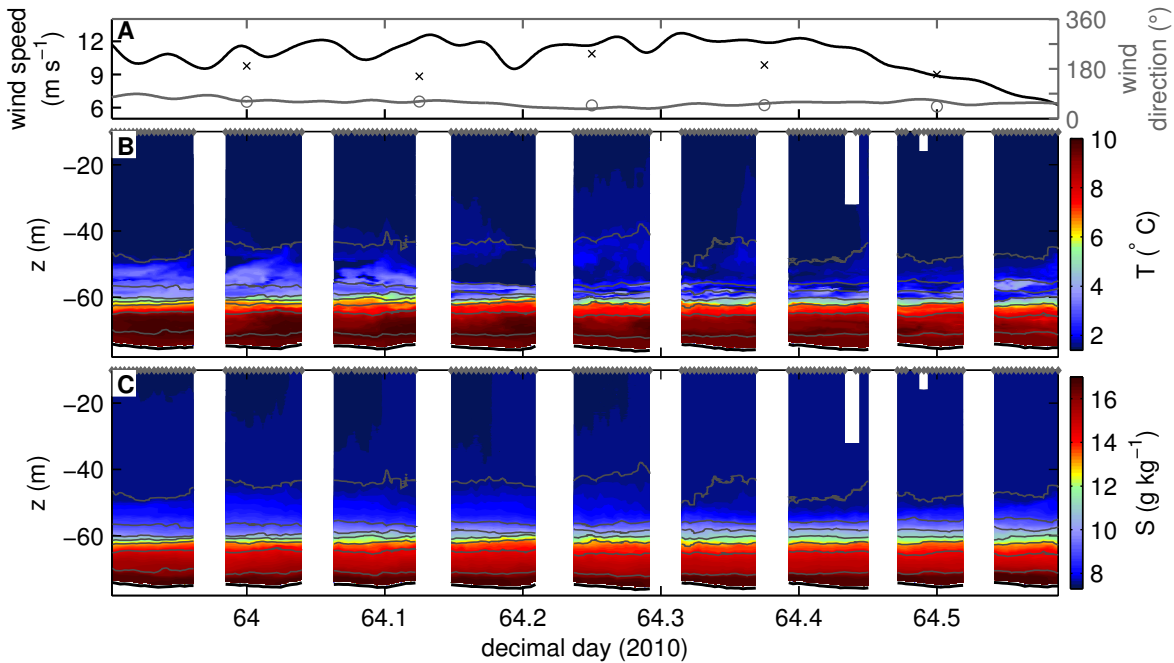 A
wind speed
(m s⁻¹)
12
9
6
360
180
0
wind
direction (°)
B
z (m)
−20
−40
−60
10
8
6
4
2
T (° C)
C
z (m)
−20
−40
−60
16
14
12
10
8
S (g kg⁻¹)
64 64.1 64.2 64.3 64.4 64.5
decimal day (2010)